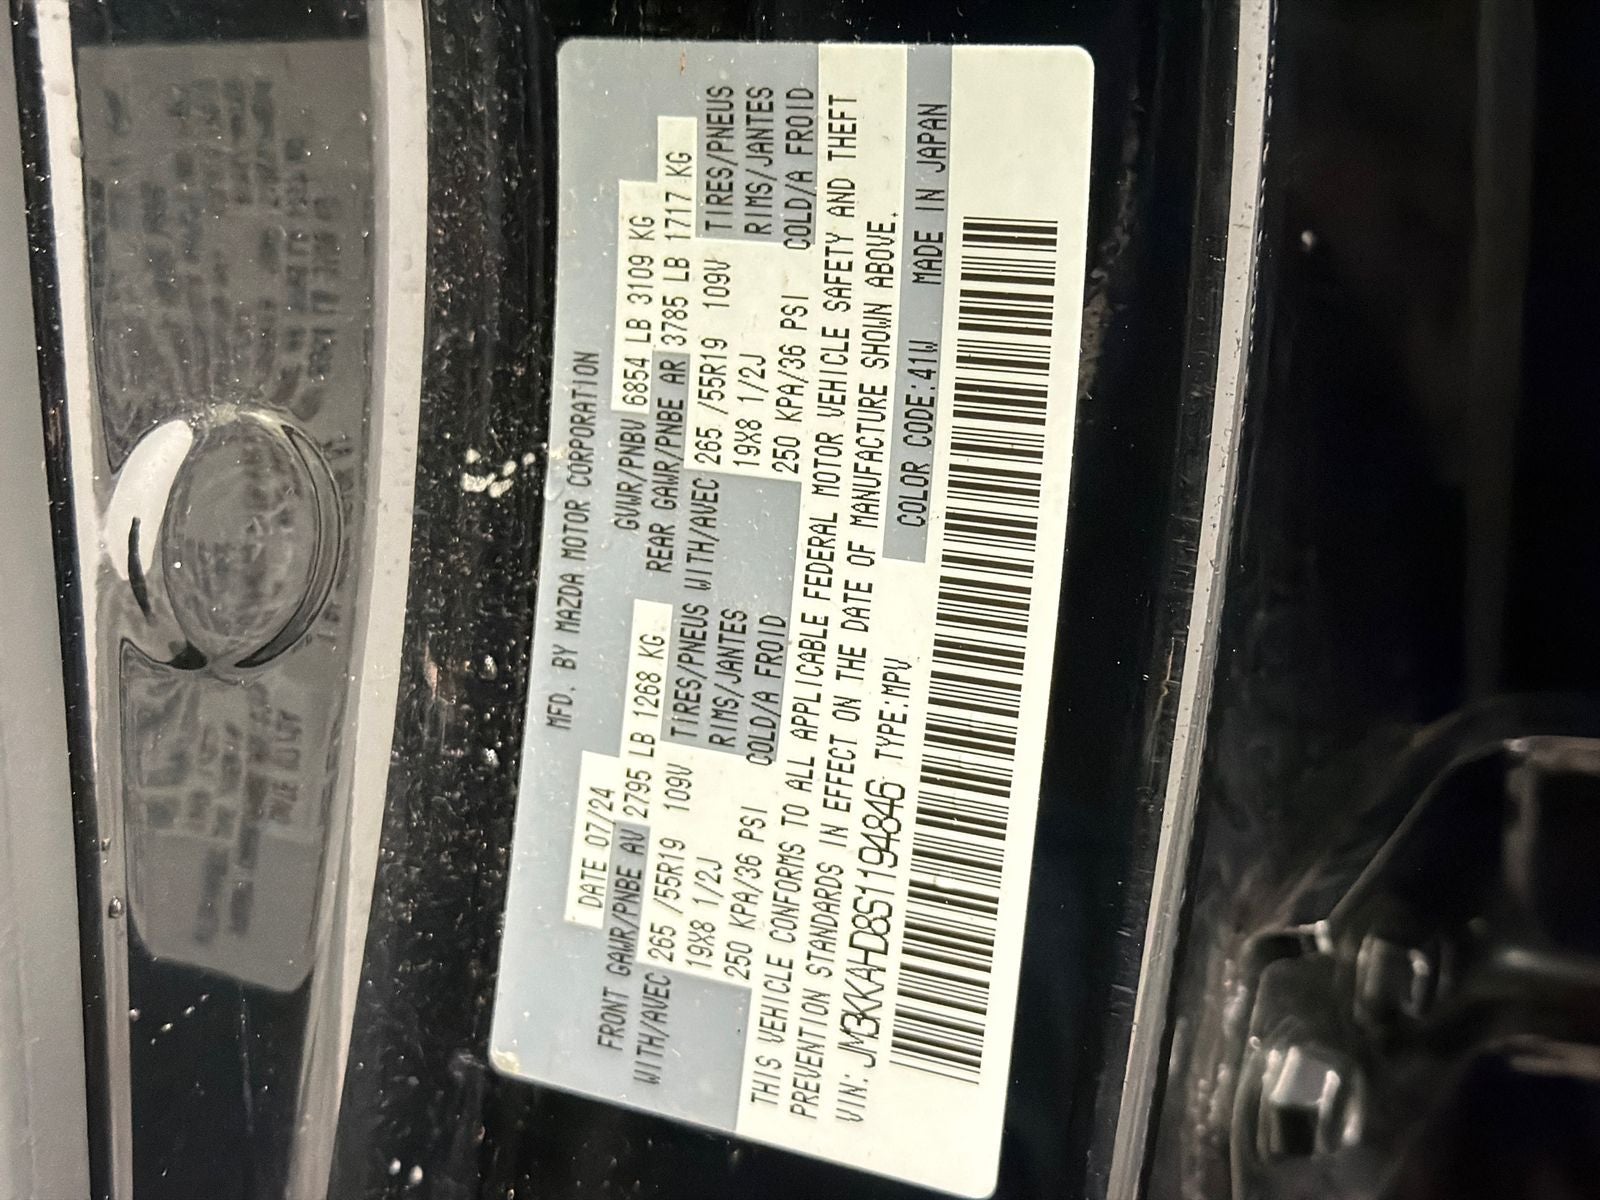 MFD. BY MAZDA MOTOR CORPORATION
DATE 07/24 GVWR/PNBV 6854 LB 3109 KG
FRONT GAWR/PNBE AV 2795 LB 1268 KG REAR GAWR/PNBE AR 3785 LB 1717 KG
WITH/AVEC 265 /55R19 109V TIRES/PNEUS WITH/AVEC 265 /55R19 109V TIRES/PNEUS
19X8 1/2J RIMS/JANTES 19X8 1/2J RIMS/JANTES
250 KPA/36 PSI COLD/A FROID 250 KPA/36 PSI COLD/A FROID
THIS VEHICLE CONFORMS TO ALL APPLICABLE FEDERAL MOTOR VEHICLE SAFETY AND THEFT
PREVENTION STANDARDS IN EFFECT ON THE DATE OF MANUFACTURE SHOWN ABOVE.
VIN: JM3KKAHD8S1194846 TYPE:MPV COLOR CODE:41W MADE IN JAPAN